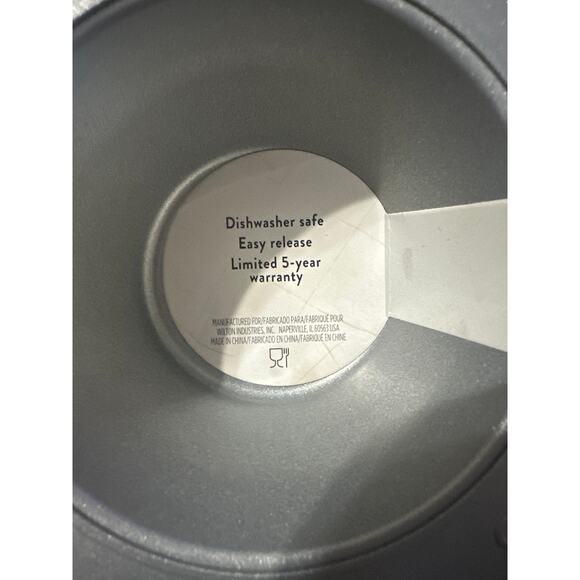 Dishwasher safe
Easy release
Limited 5-year
warranty
MANUFACTURED FOR/FABRICADO PARA/FABRIQUÉ POUR
WILTON INDUSTRIES, INC. NAPERVILLE, IL 60563 USA
MADE IN CHINA/FABRICADO EN CHINA/FABRIQUÉ EN CHINE